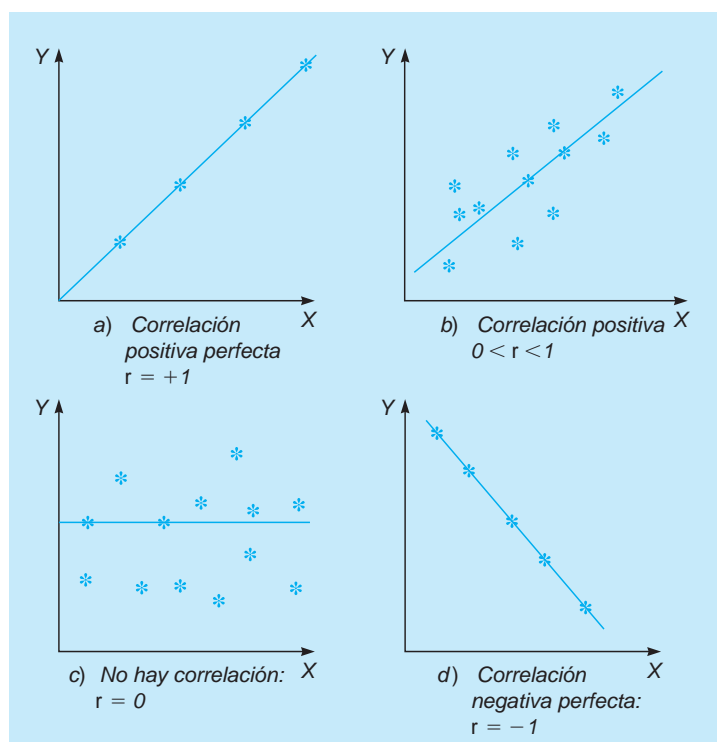 Y
X
a) Correlación
positiva perfecta
r = +1
Y
X
b) Correlación positiva
0 < r < 1
Y
X
c) No hay correlación:
r = 0
Y
X
d) Correlación
negativa perfecta:
r = −1